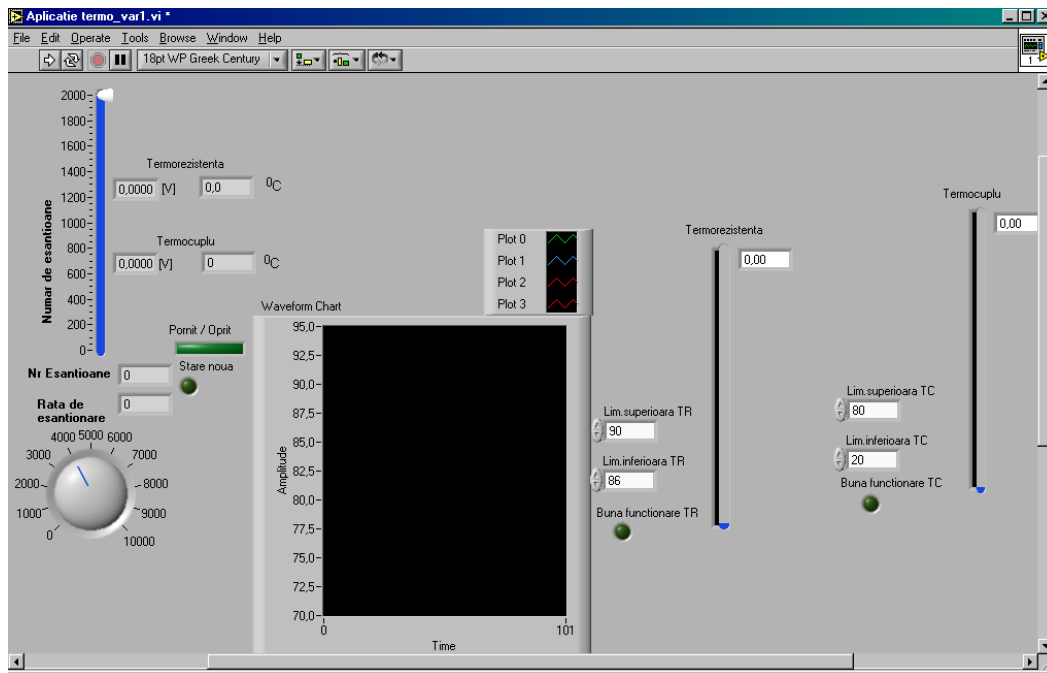 Aplicatie termo_var1.vi *
File Edit Operate Tools Browse Window Help
18pt WP Greek Century
1
2000
1800
1600
1400
1200
1000
800
600
400
200
0
Numar de esantioane
Termorezistenta
0,0000 [V] 0,0 0C
Termocuplu
0,0000 [V] 0 0C
Pornit / Oprit
Stare noua
Nr Esantioane 0
Rata de
esantionare
0
0 1000 2000 3000 4000 5000 6000 7000 8000 9000 10000
Plot 0
Plot 1
Plot 2
Plot 3
Waveform Chart
95,0
92,5
90,0
87,5
85,0
82,5
80,0
77,5
75,0
72,5
70,0
Amplitude
0 101
Time
Termorezistenta
0,00
Lim.superioara TR
90
Lim.inferioara TR
86
Buna functionare TR
Termocuplu
0,00
Lim.superioara TC
80
Lim.inferioara TC
20
Buna functionare TC